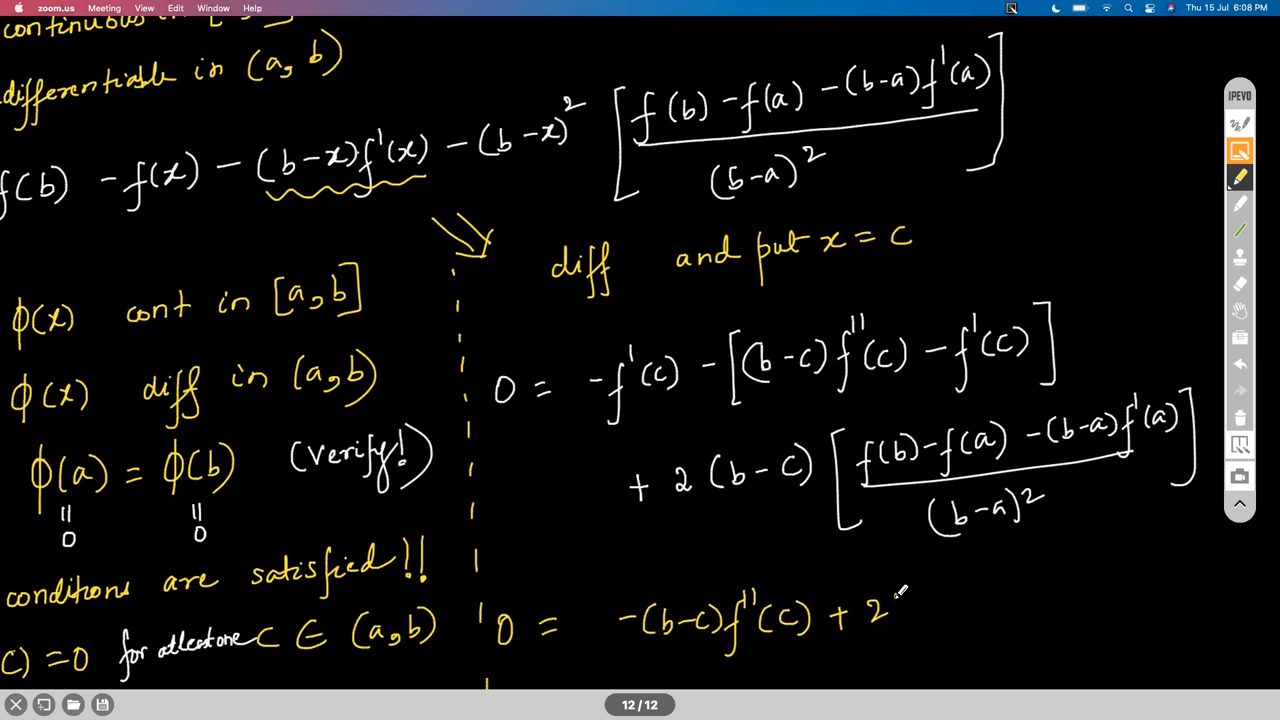 zoom.us Meeting View Edit Window Help Thu 15 Jul 6:08 PM
continuous in [
differentiable in (a, b)
f(b) - f(x) - (b-x)f'(x) - (b-x)² [f(b) - f(a) - (b-a)f'(a) / (b-a)²]
diff and put x = c
ϕ(x) cont in [a, b]
ϕ(x) diff in (a, b)
ϕ(a) = ϕ(b) (verify!)
0 0
conditions are satisfied!!
c) = 0 for atleast one c ∈ (a, b)
0 = -f'(c) - [(b-c)f''(c) - f'(c)]
+ 2(b-c) [f(b) - f(a) - (b-a)f'(a) / (b-a)²]
0 = -(b-c)f''(c) + 2
IPEVO
12/12